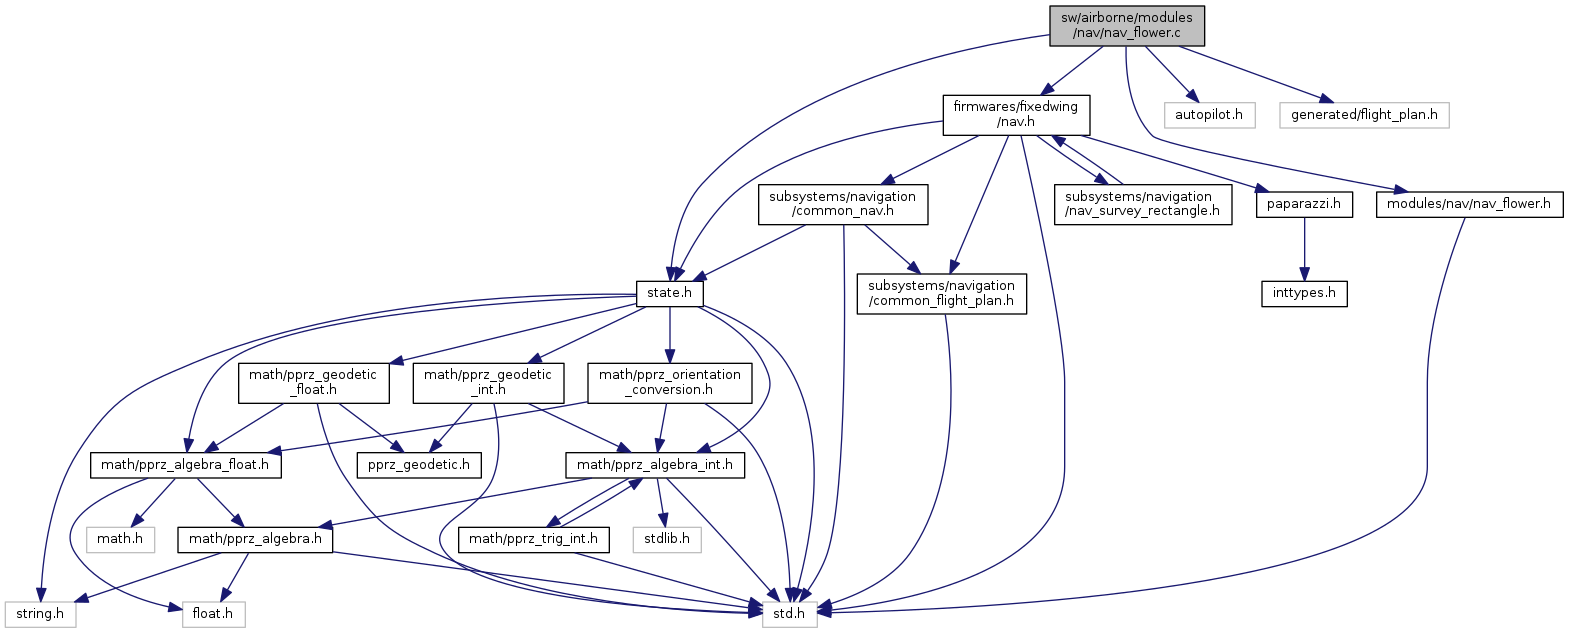 sw/airborne/modules
/nav/nav_flower.c
firmwares/fixedwing
/nav.h
autopilot.h
generated/flight_plan.h
subsystems/navigation
/common_nav.h
subsystems/navigation
/nav_survey_rectangle.h
paparazzi.h
modules/nav/nav_flower.h
state.h
subsystems/navigation
/common_flight_plan.h
inttypes.h
math/pprz_geodetic
_float.h
math/pprz_geodetic
_int.h
math/pprz_orientation
_conversion.h
math/pprz_algebra_float.h
pprz_geodetic.h
math/pprz_algebra_int.h
math.h
math/pprz_algebra.h
math/pprz_trig_int.h
stdlib.h
string.h
float.h
std.h